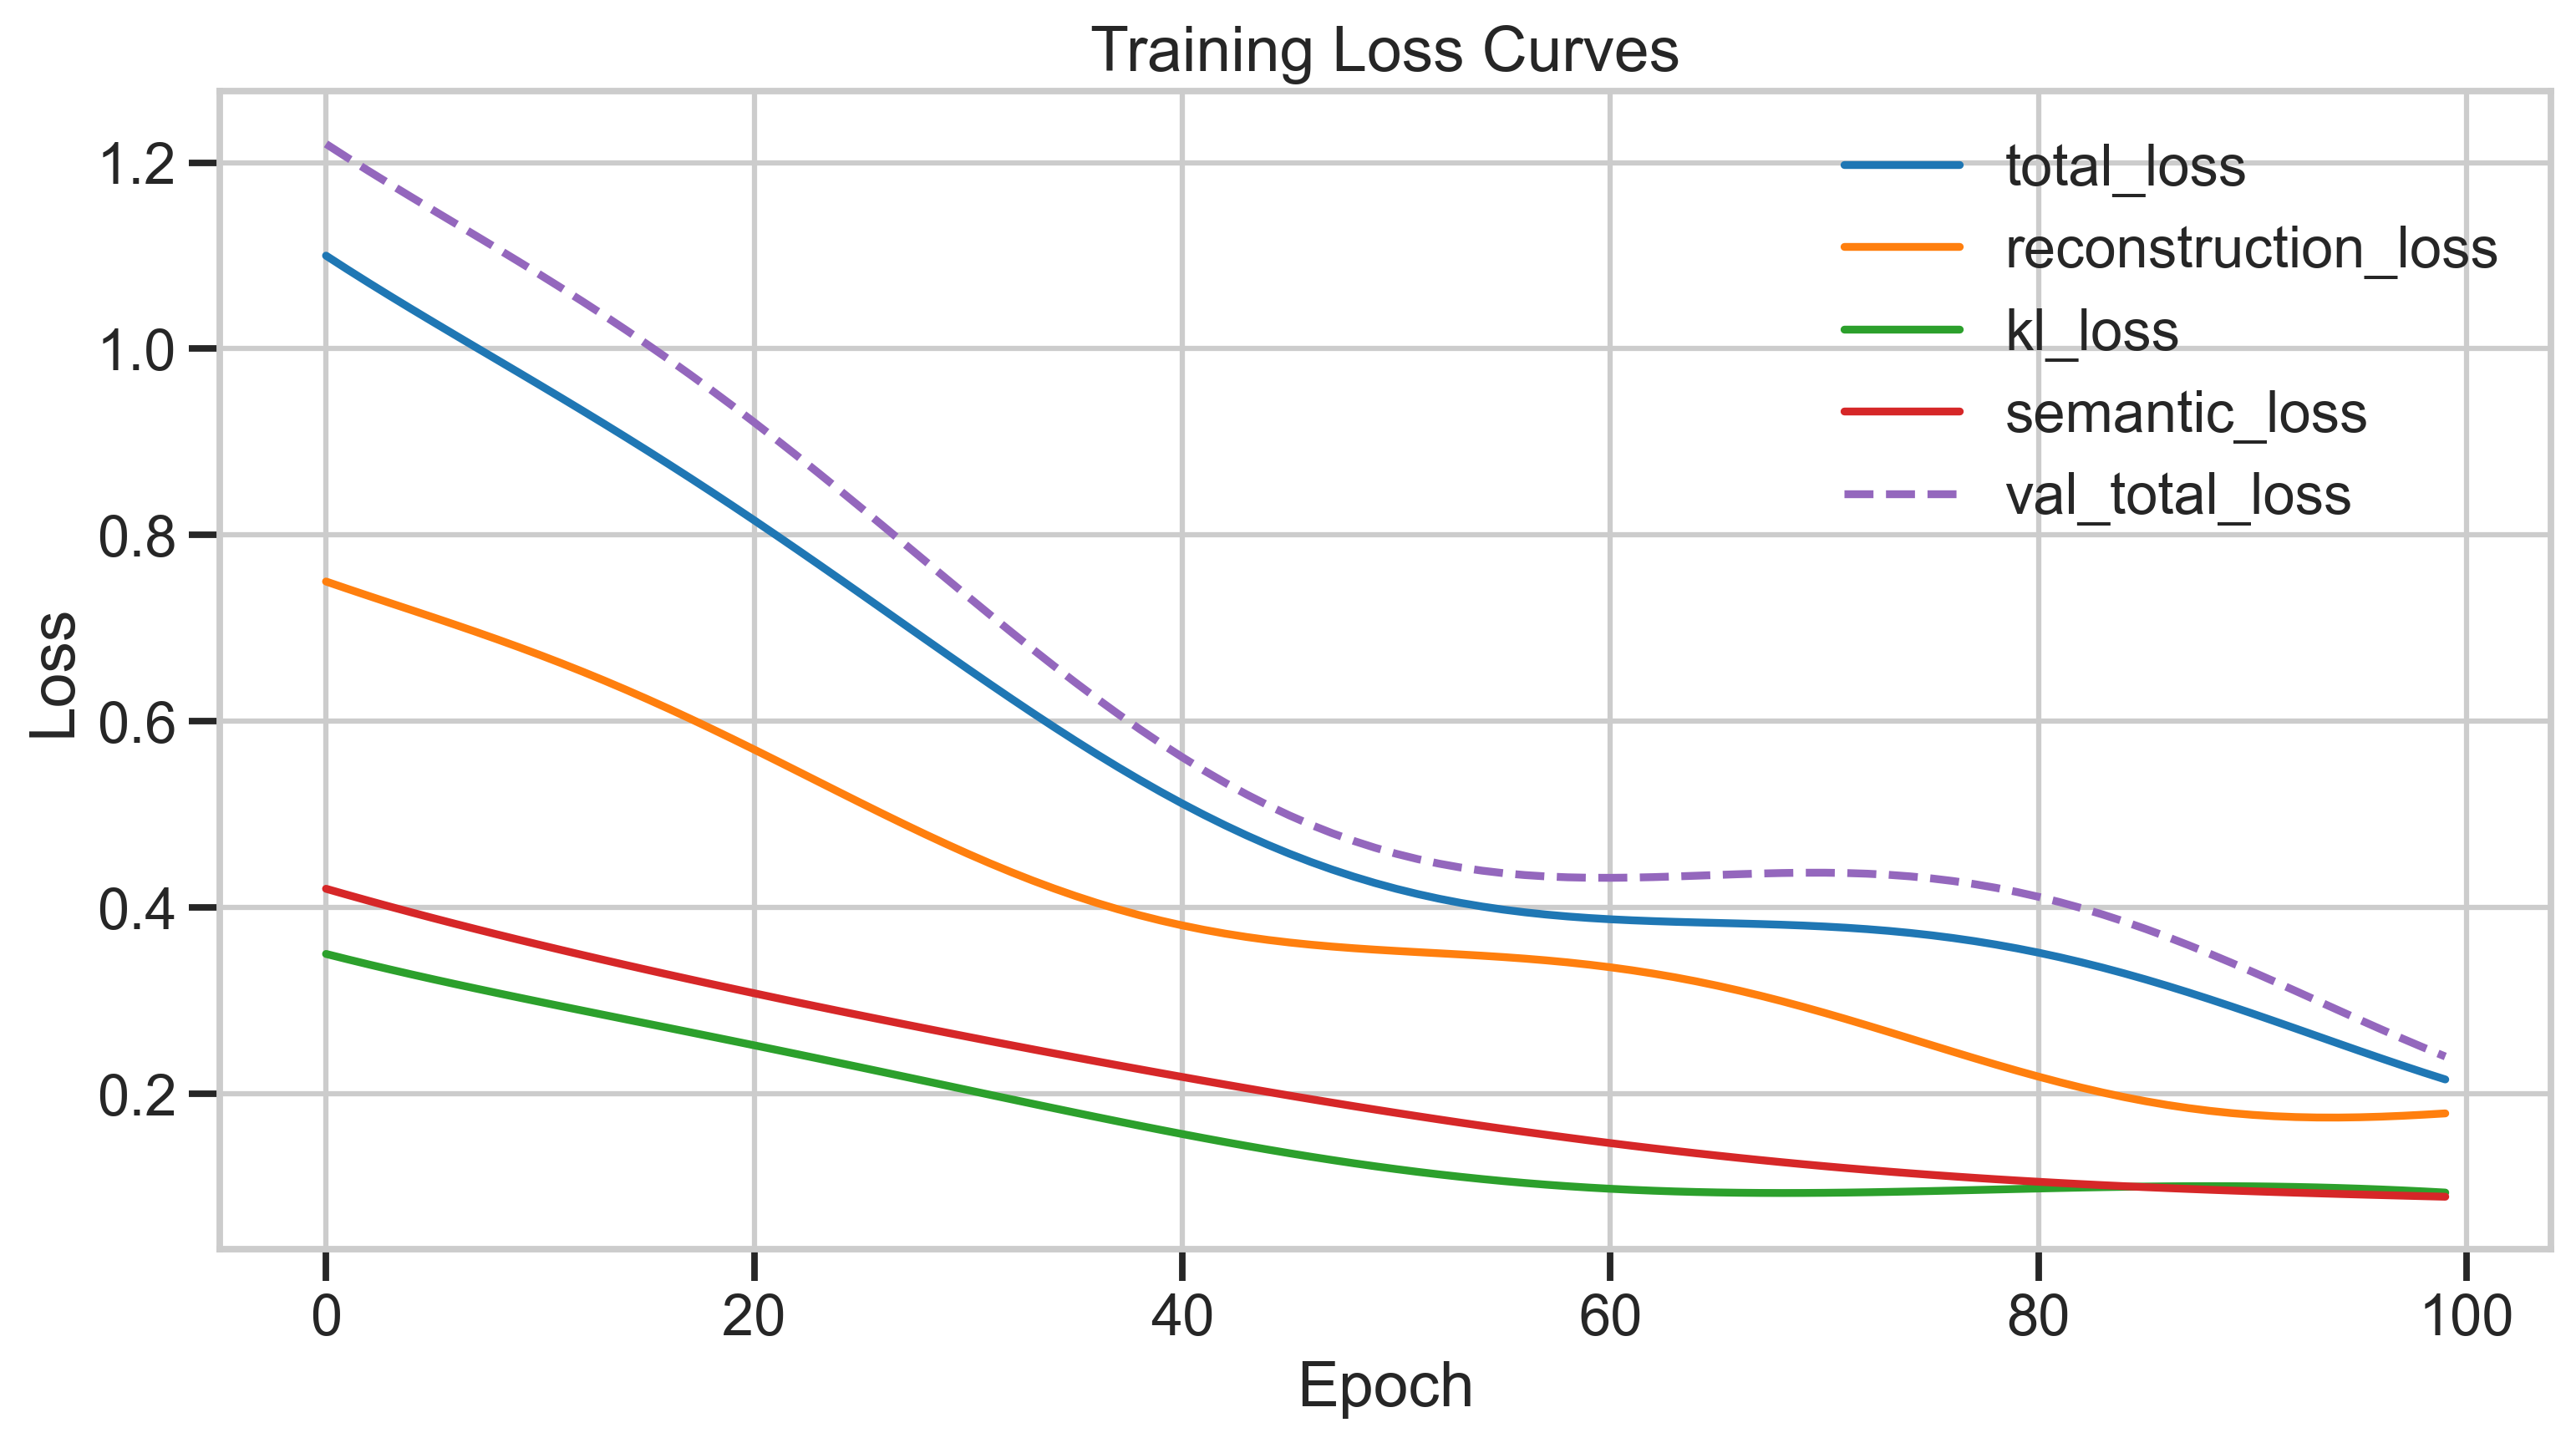 Training Loss Curves
1.2
1.0
0.8
0.6
0.4
0.2
Loss
total_loss
reconstruction_loss
kl_loss
semantic_loss
val_total_loss
0 20 40 60 80 100
Epoch